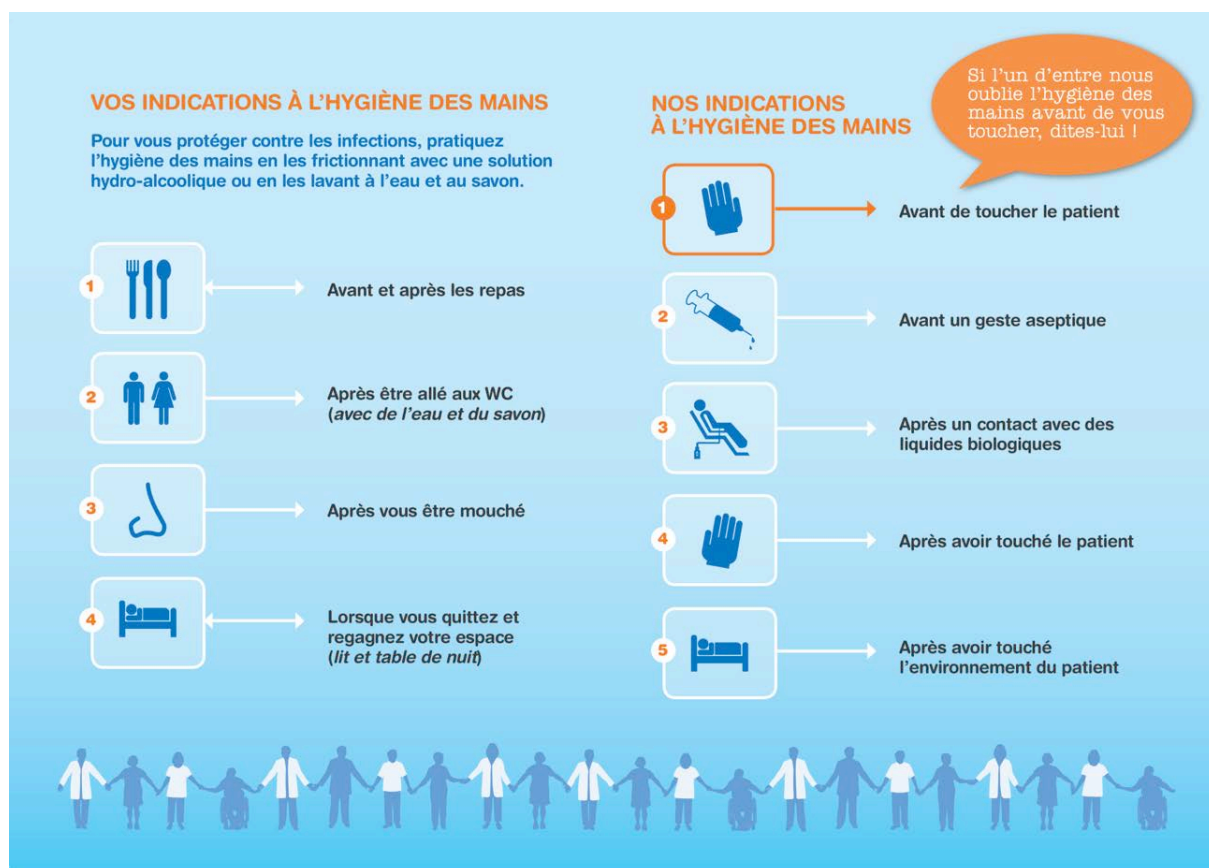 VOS INDICATIONS À L'HYGIÈNE DES MAINS
Pour vous protéger contre les infections, pratiquez
l'hygiène des mains en les frictionnant avec une solution
hydro-alcoolique ou en les lavant à l'eau et au savon.
1
Avant et après les repas
2
Après être allé aux WC
(avec de l'eau et du savon)
3
Après vous être mouché
4
Lorsque vous quittez et
regagnez votre espace
(lit et table de nuit)
NOS INDICATIONS
À L'HYGIÈNE DES MAINS
Si l'un d'entre nous
oublie l'hygiène des
mains avant de vous
toucher, dites-lui !
1
Avant de toucher le patient
2
Avant un geste aseptique
3
Après un contact avec des
liquides biologiques
4
Après avoir touché le patient
5
Après avoir touché
l'environnement du patient